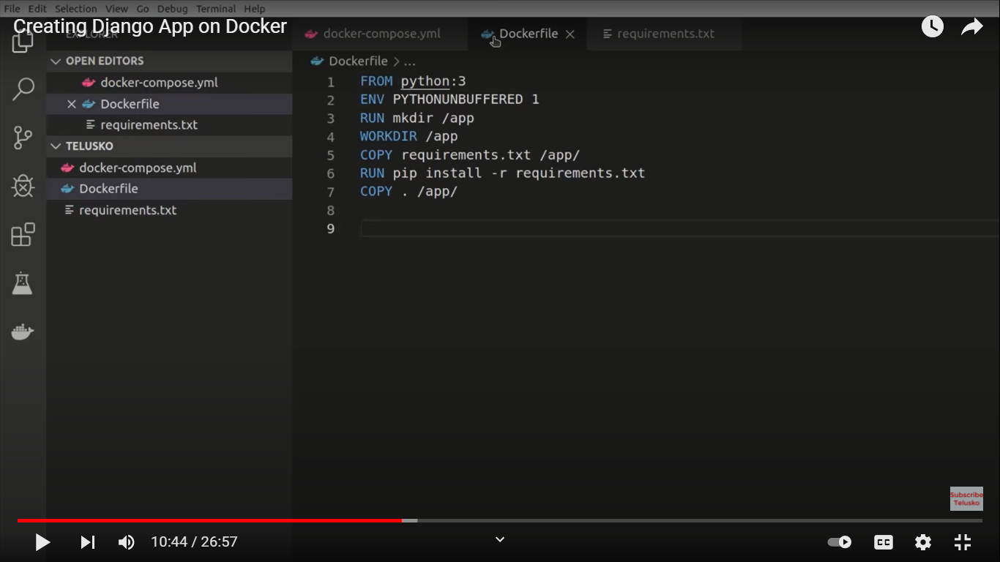 File Edit Selection View Go Debug Terminal Help
Creating Django App on Docker
EXPLORER
docker-compose.yml
Dockerfile
requirements.txt
OPEN EDITORS
docker-compose.yml
Dockerfile
requirements.txt
TELUSKO
docker-compose.yml
Dockerfile
requirements.txt
Dockerfile > ...
1 FROM python:3
2 ENV PYTHONUNBUFFERED 1
3 RUN mkdir /app
4 WORKDIR /app
5 COPY requirements.txt /app/
6 RUN pip install -r requirements.txt
7 COPY . /app/
8
9
Subscribe
Telusko
10:44 / 26:57
CC